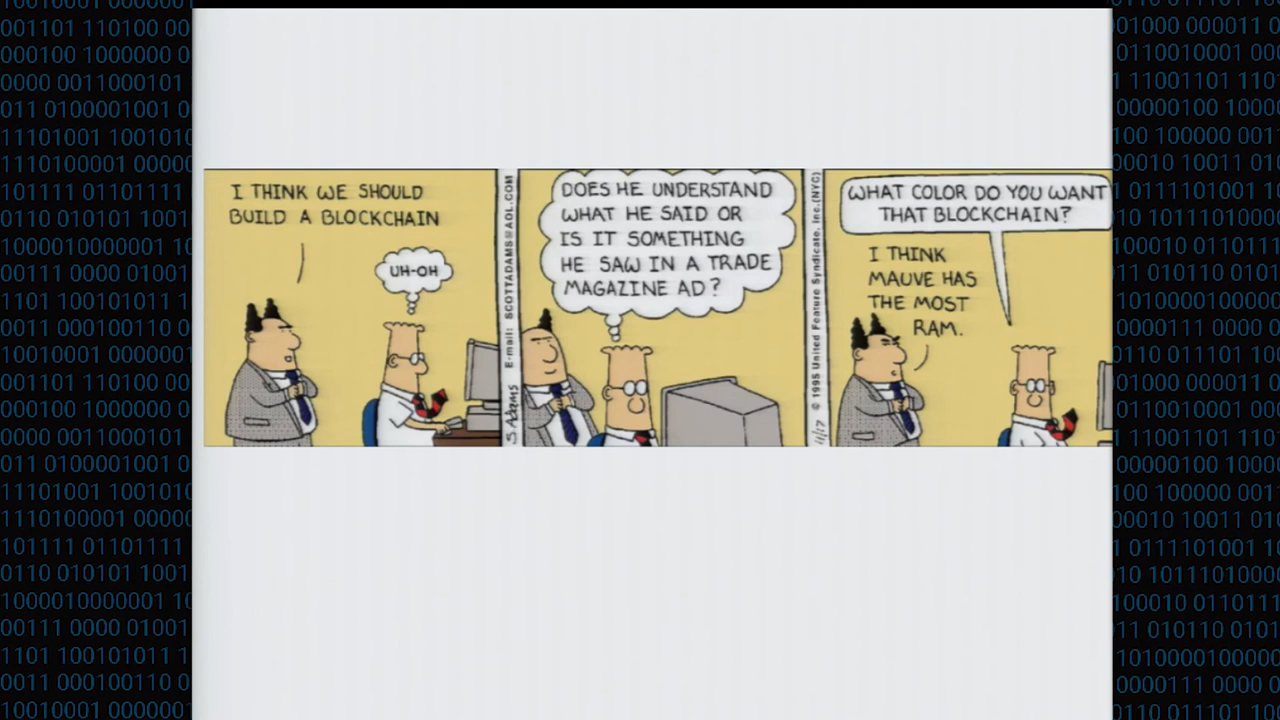 I THINK WE SHOULD
BUILD A BLOCKCHAIN
UH-OH
S.Adams E-mail: SCOTTADAMS@AOL.COM
DOES HE UNDERSTAND
WHAT HE SAID OR
IS IT SOMETHING
HE SAW IN A TRADE
MAGAZINE AD?
11/17 © 1995 United Feature Syndicate, Inc.(NYC)
WHAT COLOR DO YOU WANT
THAT BLOCKCHAIN?
I THINK
MAUVE HAS
THE MOST
RAM.